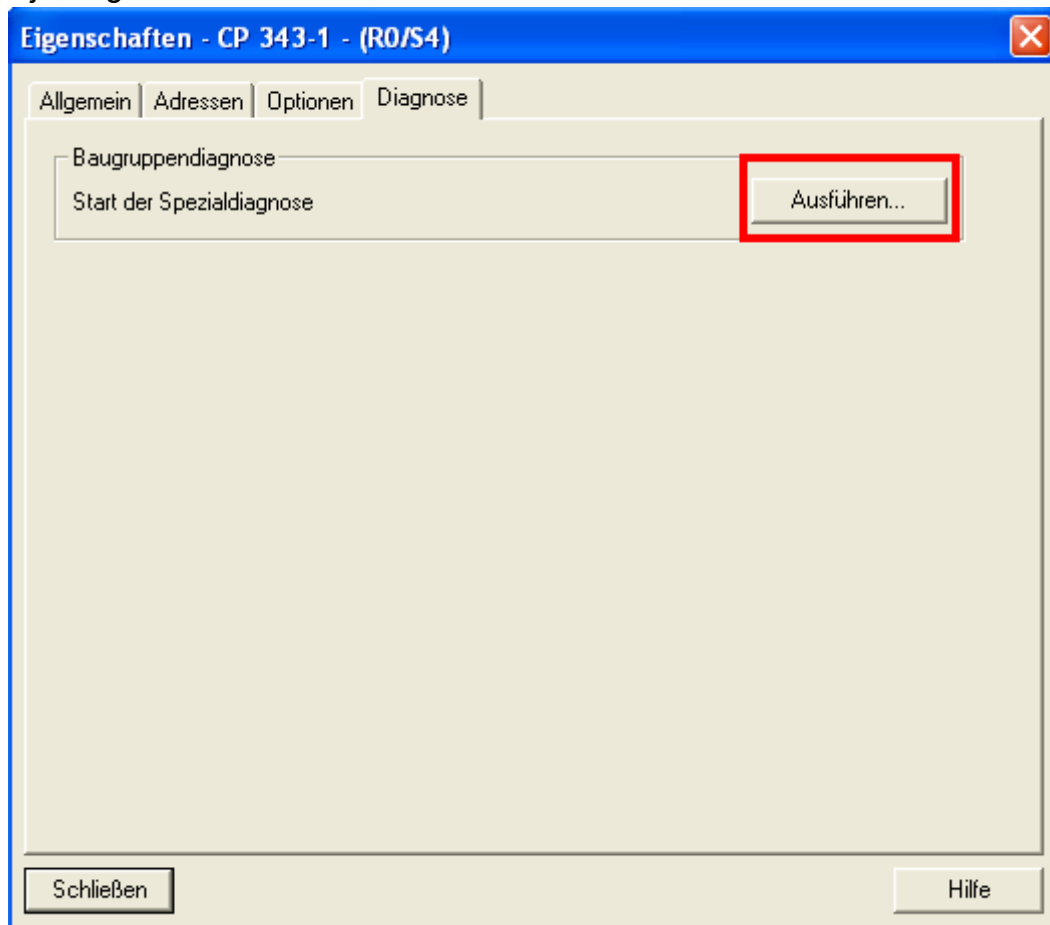 Eigenschaften - CP 343-1 - (R0/S4)
Allgemein Adressen Optionen Diagnose
Baugruppendiagnose
Start der Spezialdiagnose Ausführen...
Schließen Hilfe